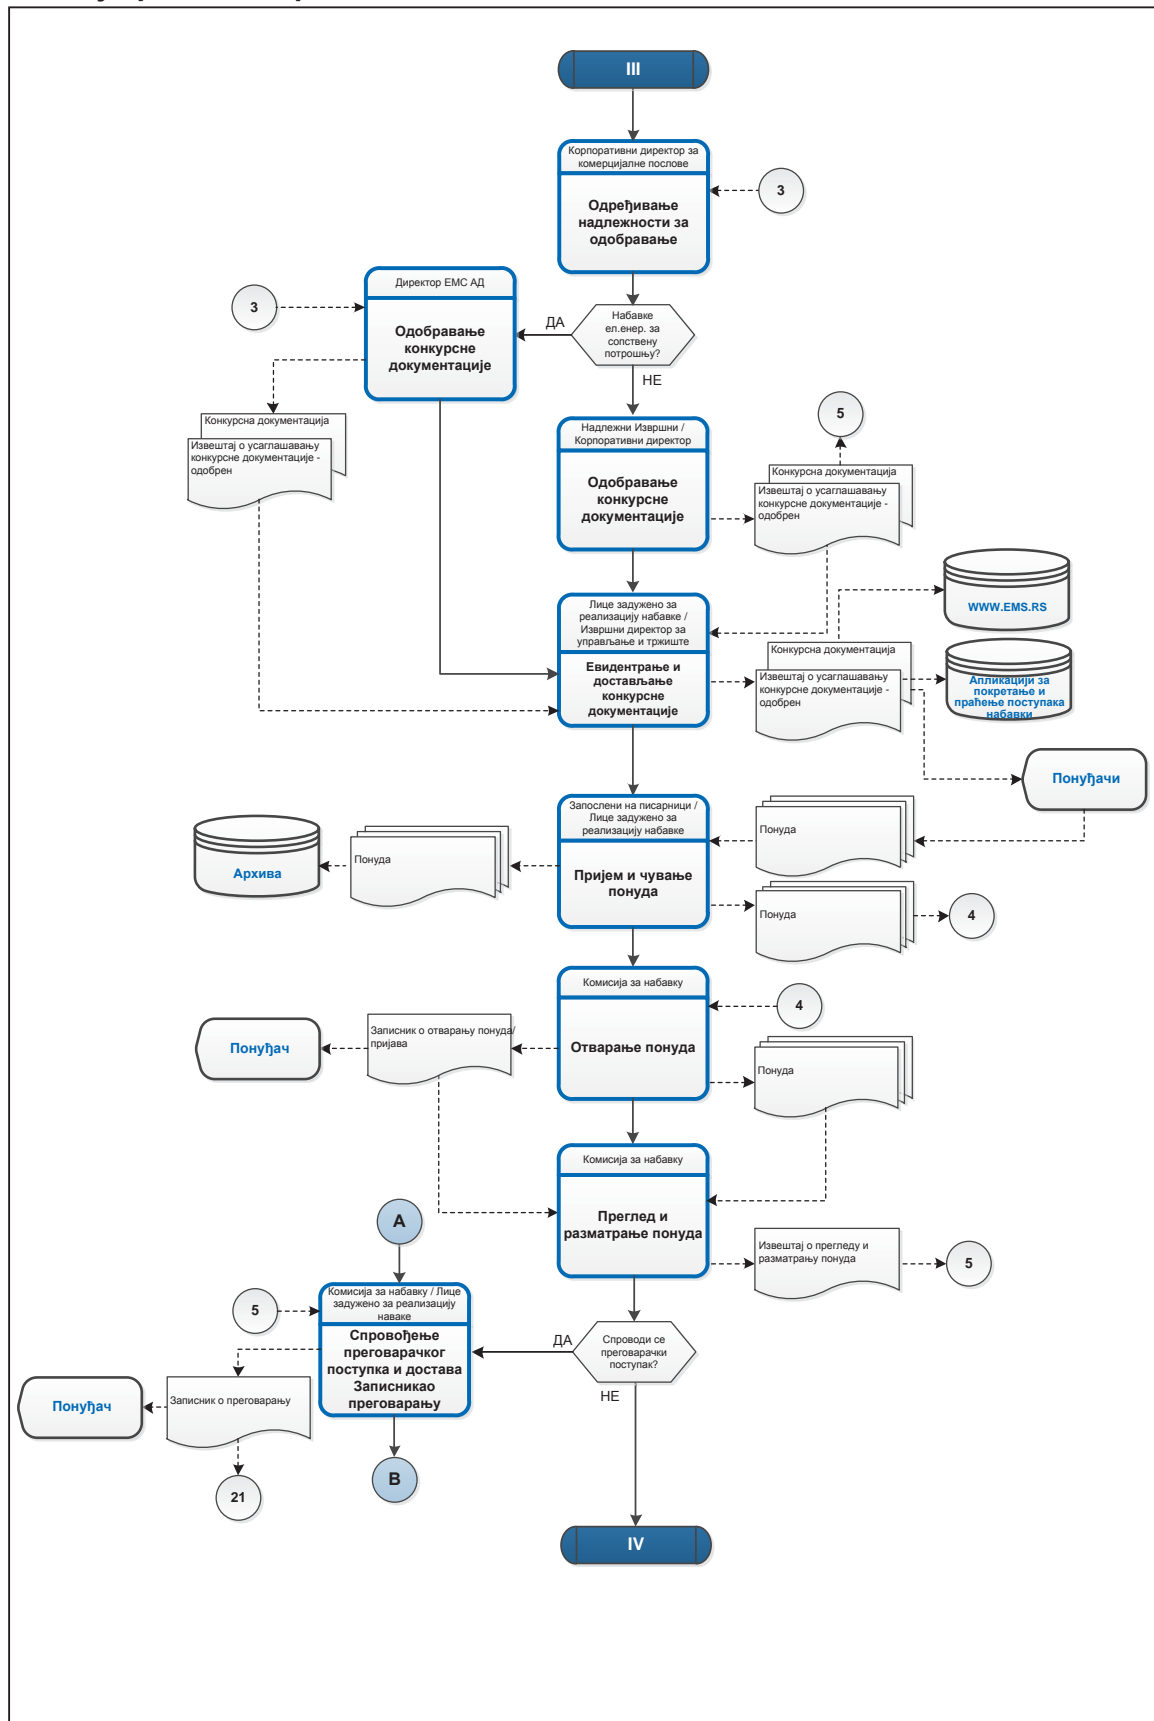 III
Корпоративни директор за
комерцијалне послове
Одређивање
надлежности за
одобравање
3
Директор ЕМС АД
Одобравање
конкурсне
документације
3
ДА
Набавке
ел.енер. за
сопствену
потрошњу?
НЕ
Конкурсна документација
Извештај о усаглашавању
конкурсне документације -
одобрен
Надлежни Извршни /
Корпоративни директор
Одобравање
конкурсне
документације
5
Конкурсна документација
Извештај о усаглашавању
конкурсне документације -
одобрен
Лице задужено за
реализацију набавке /
Извршни директор за
управљање и тржиште
Евидентрање и
достављање
конкурсне
документације
WWW.EMS.RS
Конкурсна документација
Извештај о усаглашавању
конкурсне документације -
одобрен
Апликацији за
покретање и
праћење поступака
набавки
Понуђачи
Запослени на писарници /
Лице задужено за
реализацију набавке
Пријем и чување
понуда
Понуда
Понуда
Архива
Понуда
4
Комисија за набавку
Отварање понуда
4
Записник о отварању понуда/
пријава
Понуђач
Понуда
Комисија за набавку
Преглед и
разматрање понуда
А
Извештај о прегледу и
разматрању понуда
5
5
Комисија за набавку / Лице
задужено за реализацију
наваке
Спровођење
преговарачког
поступка и достава
Записникао
преговарању
ДА
Спроводи се
преговарачки
поступак?
НЕ
Понуђач
Записник о преговарању
В
21
IV